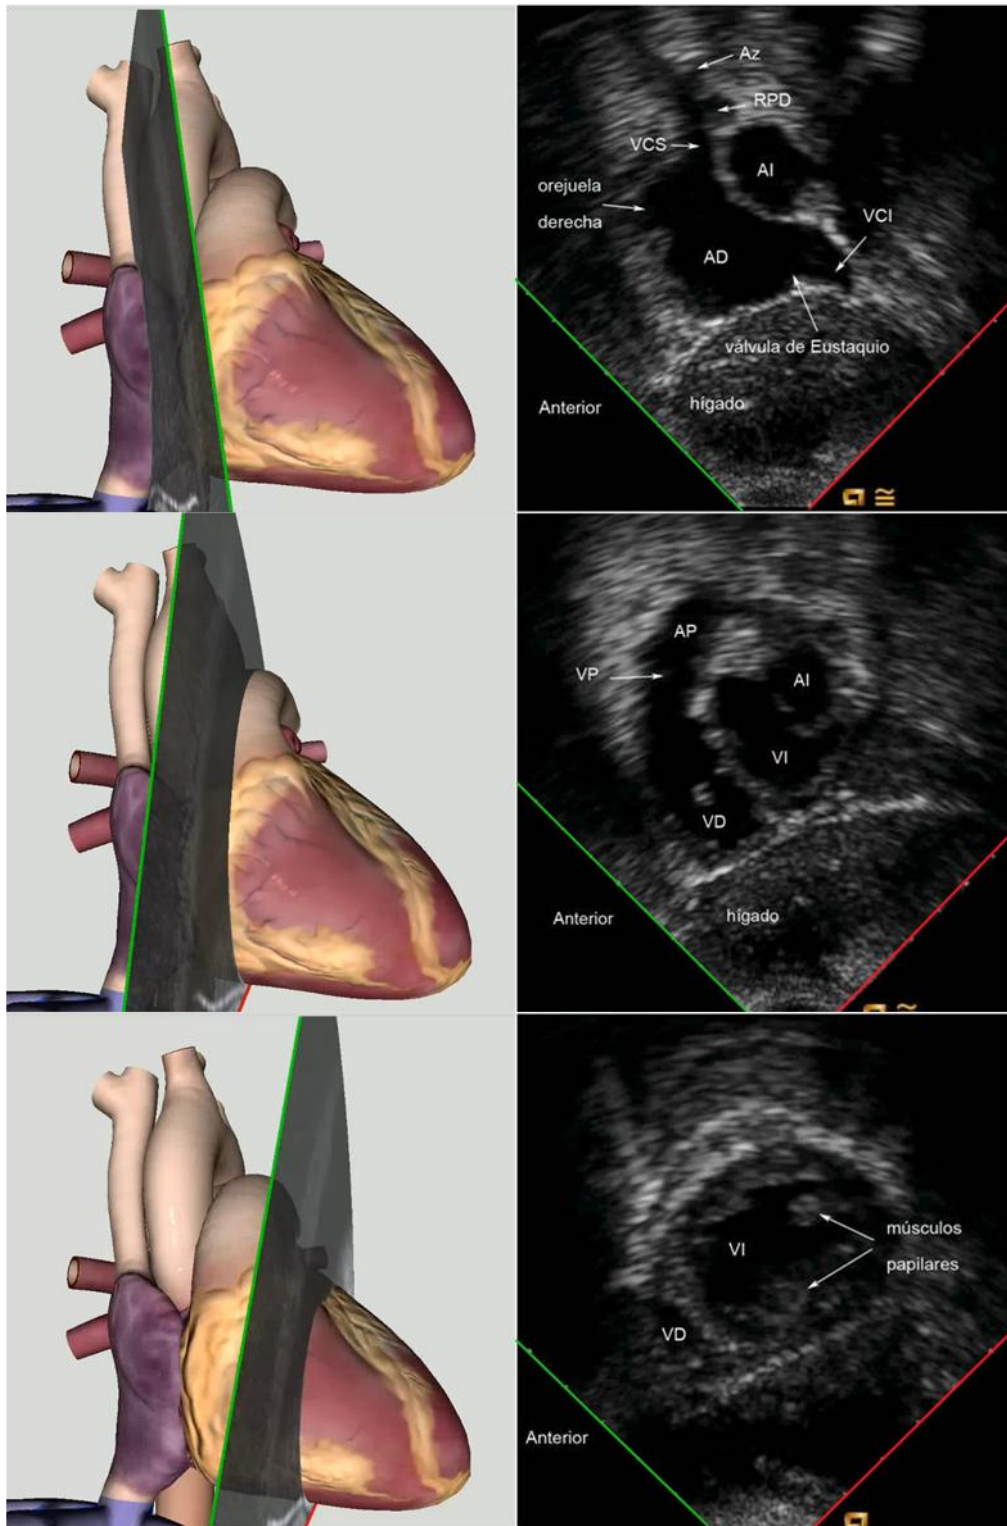 Az
RPD
VCS
AI
orejuela
derecha
VCI
AD
válvula de Eustaquio
Anterior
hígado
AP
VP
AI
VI
VD
Anterior
hígado
músculos
papilares
VI
VD
Anterior